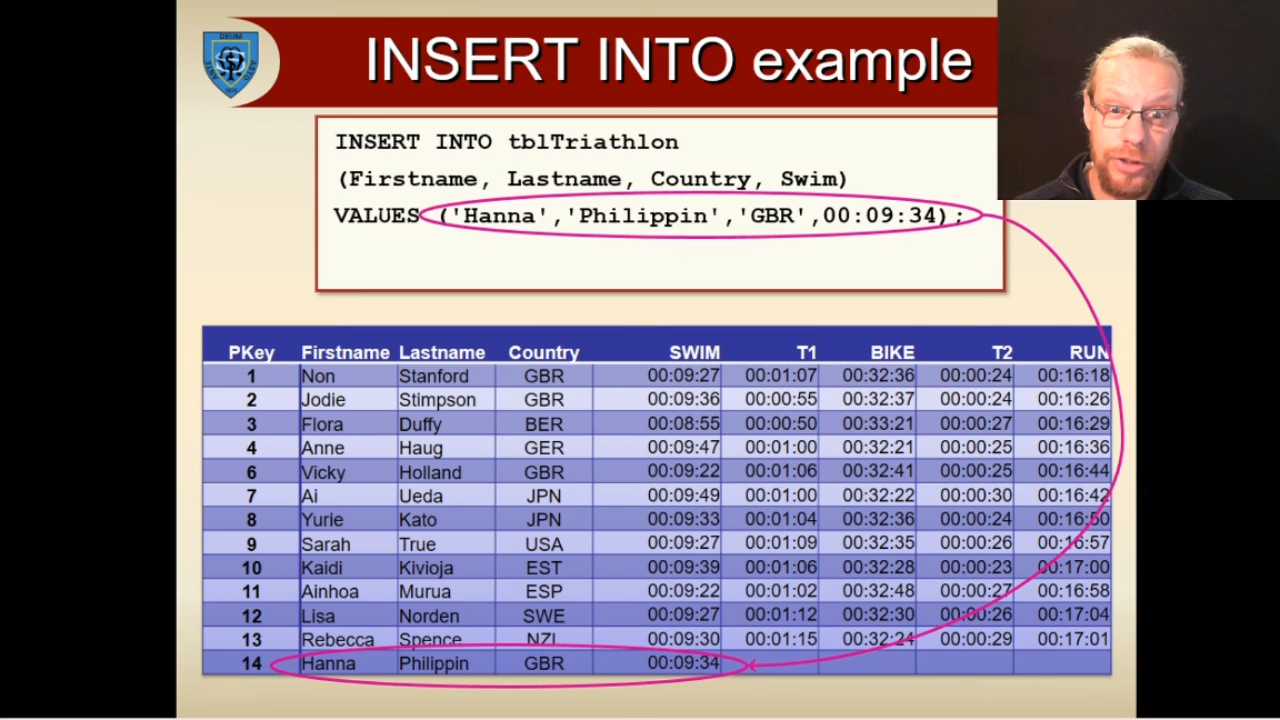 INSERT INTO example
INSERT INTO tblTriathlon
(Firstname, Lastname, Country, Swim)
VALUES ('Hanna','Philippin','GBR',00:09:34);
PKey Firstname Lastname Country SWIM T1 BIKE T2 RUN
1 Non Stanford GBR 00:09:27 00:01:07 00:32:36 00:00:24 00:16:18
2 Jodie Stimpson GBR 00:09:36 00:00:55 00:32:37 00:00:24 00:16:26
3 Flora Duffy BER 00:08:55 00:00:50 00:33:21 00:00:27 00:16:29
4 Anne Haug GER 00:09:47 00:01:00 00:32:21 00:00:25 00:16:36
6 Vicky Holland GBR 00:09:22 00:01:06 00:32:41 00:00:25 00:16:44
7 Ai Ueda JPN 00:09:49 00:01:00 00:32:22 00:00:30 00:16:42
8 Yurie Kato JPN 00:09:33 00:01:04 00:32:36 00:00:24 00:16:50
9 Sarah True USA 00:09:27 00:01:09 00:32:35 00:00:26 00:16:57
10 Kaidi Kivioja EST 00:09:39 00:01:06 00:32:28 00:00:23 00:17:00
11 Ainhoa Murua ESP 00:09:22 00:01:02 00:32:48 00:00:27 00:16:58
12 Lisa Norden SWE 00:09:27 00:01:12 00:32:30 00:00:26 00:17:04
13 Rebecca Spence NZL 00:09:30 00:01:15 00:32:24 00:00:29 00:17:01
14 Hanna Philippin GBR 00:09:34